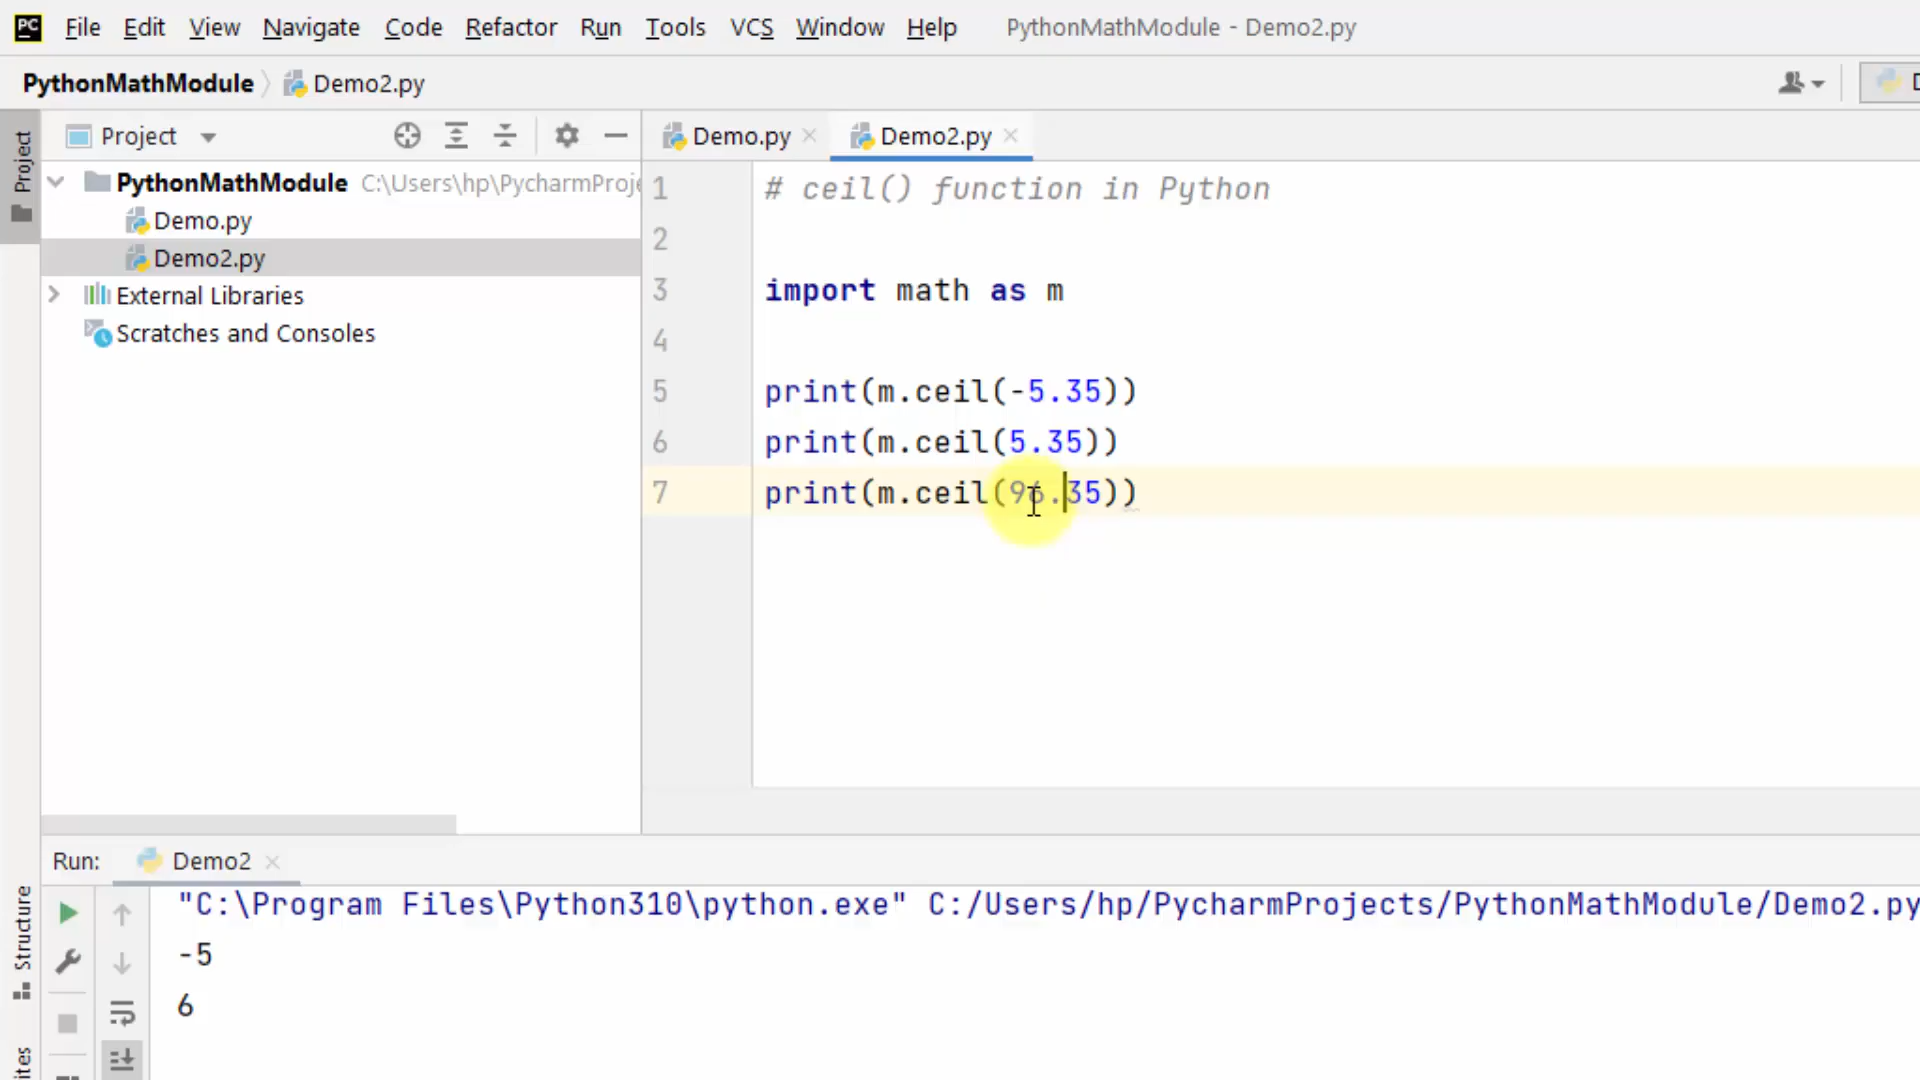 PC File Edit View Navigate Code Refactor Run Tools VCS Window Help PythonMathModule - Demo2.py
PythonMathModule Demo2.py
Project
Project
Demo.py
Demo2.py
PythonMathModule C:\Users\hp\PycharmProje
Demo.py
Demo2.py
External Libraries
Scratches and Consoles
1 # ceil() function in Python
2
3 import math as m
4
5 print(m.ceil(-5.35))
6 print(m.ceil(5.35))
7 print(m.ceil(96.35))
Run: Demo2
Structure
"C:\Program Files\Python310\python.exe" C:/Users/hp/PycharmProjects/PythonMathModule/Demo2.py
-5
6